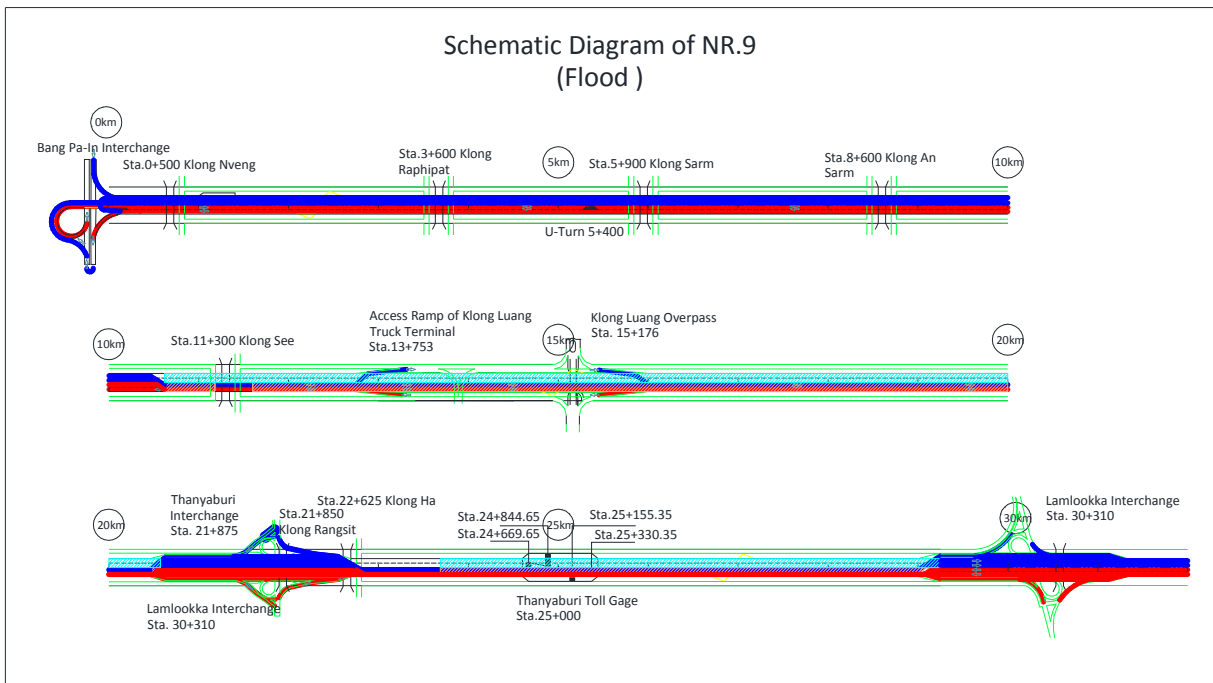 Schematic Diagram of NR.9
(Flood )
0km
Bang Pa-In Interchange
Sta.0+500 Klong Nveng
Sta.3+600 Klong
Raphipat
5km
Sta.5+900 Klong Sarm
Sta.8+600 Klong An
Sarm
10km
U-Turn 5+400
10km
Sta.11+300 Klong See
Access Ramp of Klong Luang
Truck Terminal
Sta.13+753
15km
Klong Luang Overpass
Sta. 15+176
20km
20km
Thanyaburi
Interchange
Sta. 21+875
Sta.21+850
Klong Rangsit
Sta.22+625 Klong Ha
Sta.24+844.65
Sta.24+669.65
25km
Sta.25+155.35
Sta.25+330.35
30km
Lamlookka Interchange
Sta. 30+310
Lamlookka Interchange
Sta. 30+310
Thanyaburi Toll Gage
Sta.25+000